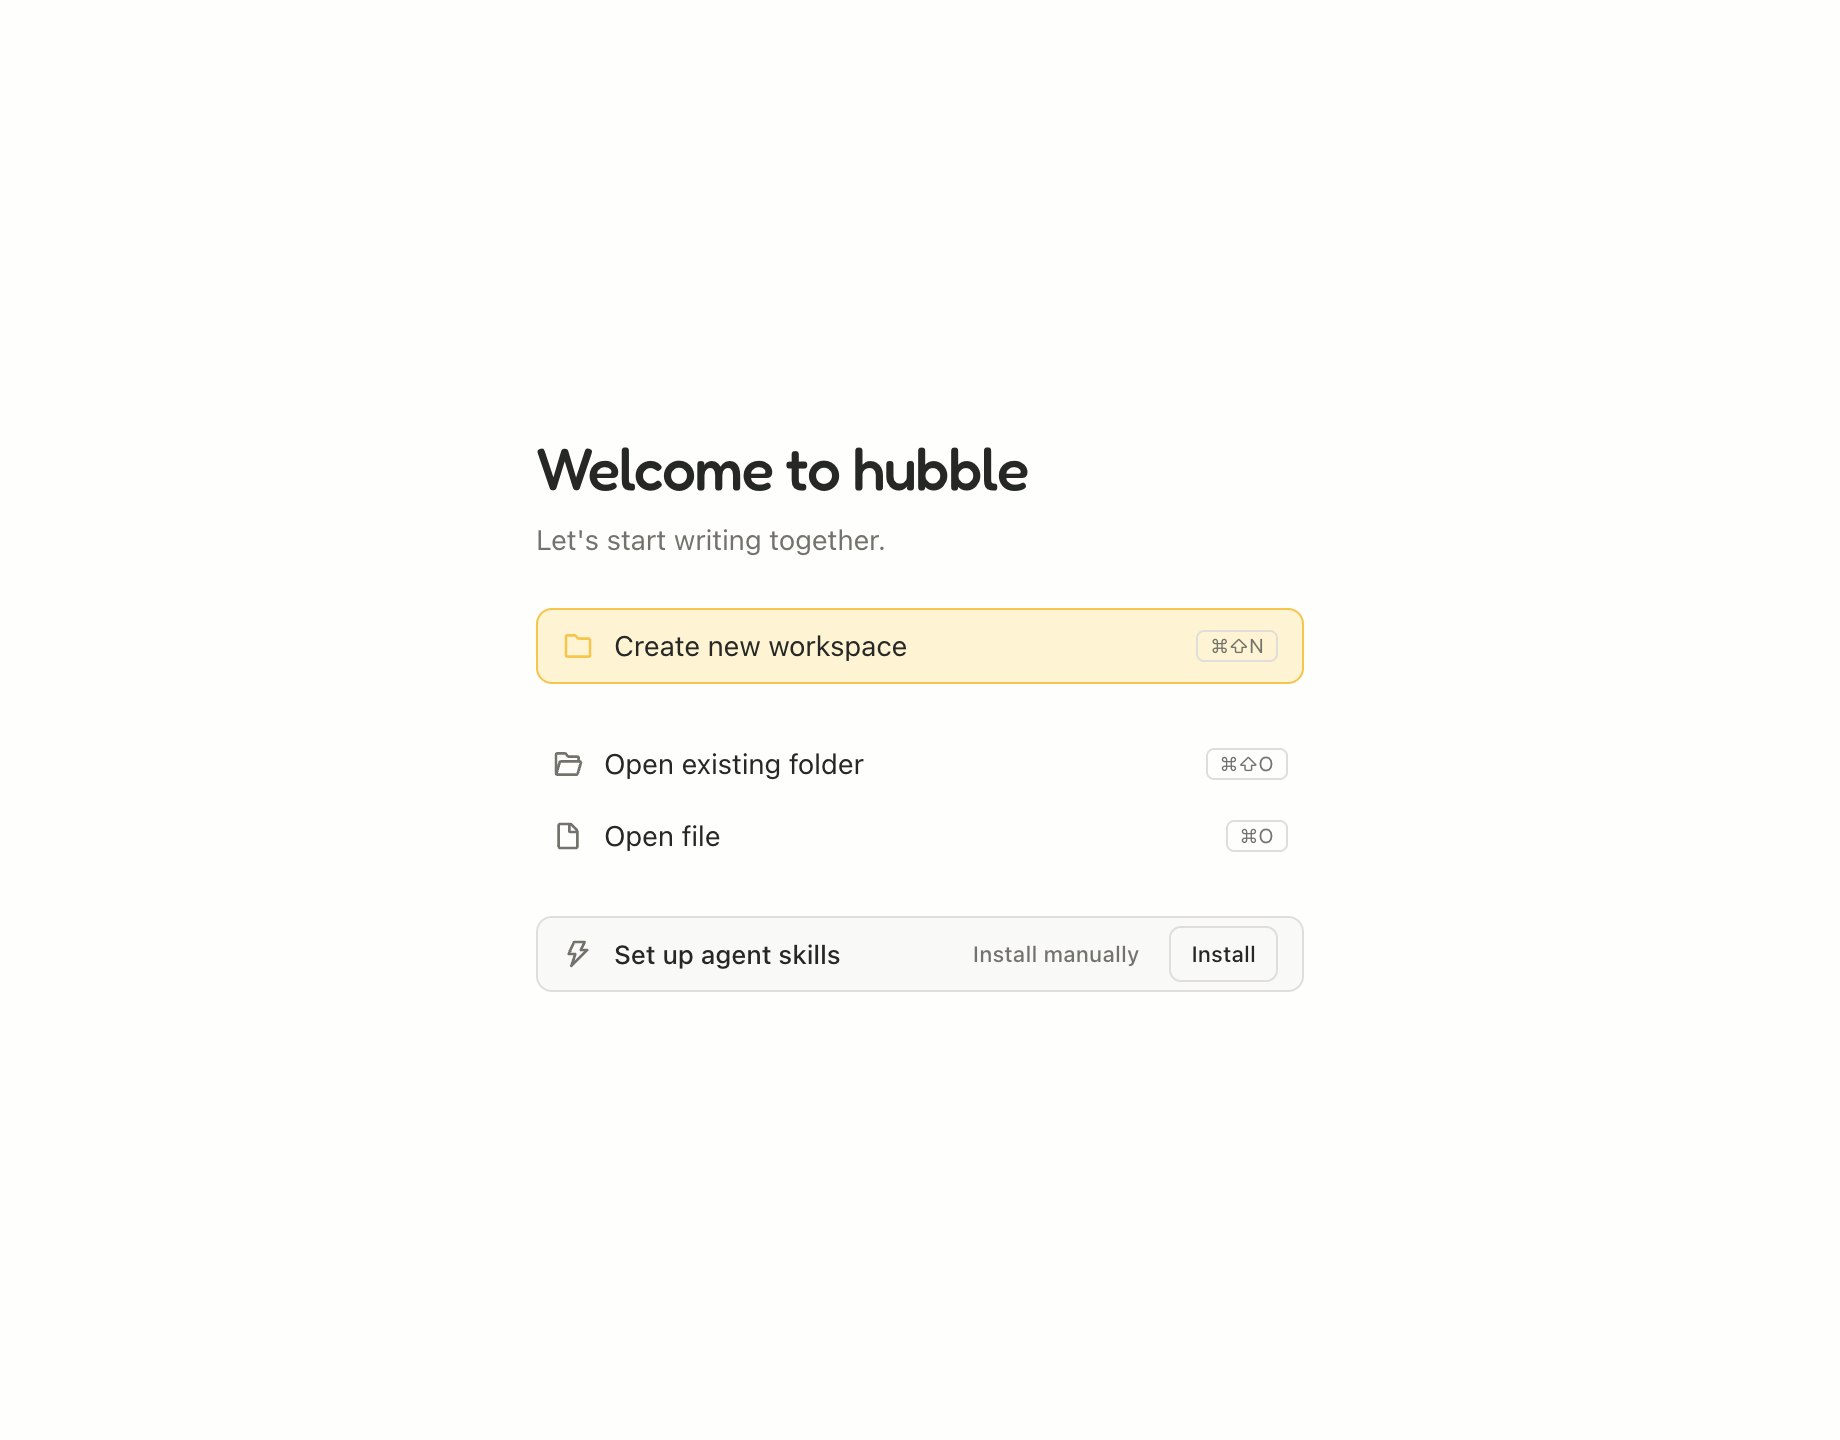 Welcome to hubble
Let's start writing together.
Create new workspace ⌘⇧N
Open existing folder ⌘⇧O
Open file ⌘O
Set up agent skills Install manually Install